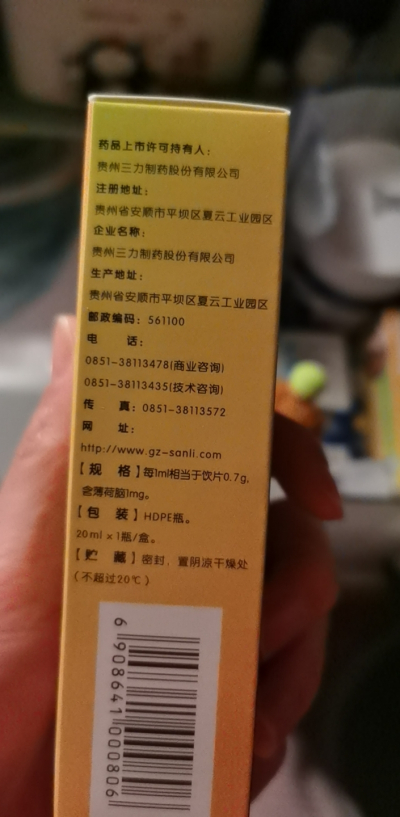 药品上市许可持有人：
贵州三力制药股份有限公司
注册地址：
贵州省安顺市平坝区夏云工业园区
企业名称：
贵州三力制药股份有限公司
生产地址：
贵州省安顺市平坝区夏云工业园区
邮政编码：561100
电 话：
0851-38113478(商业咨询)
0851-38113435(技术咨询)
传 真：0851-38113572
网 址：
http://www.gz-sanli.com
【规 格】每1ml相当于饮片0.7g,
含薄荷脑1mg。
【包 装】HDPE瓶。
20ml×1瓶/盒。
【贮 藏】密封，置阴凉干燥处
（不超过20℃）
6 908641 000806